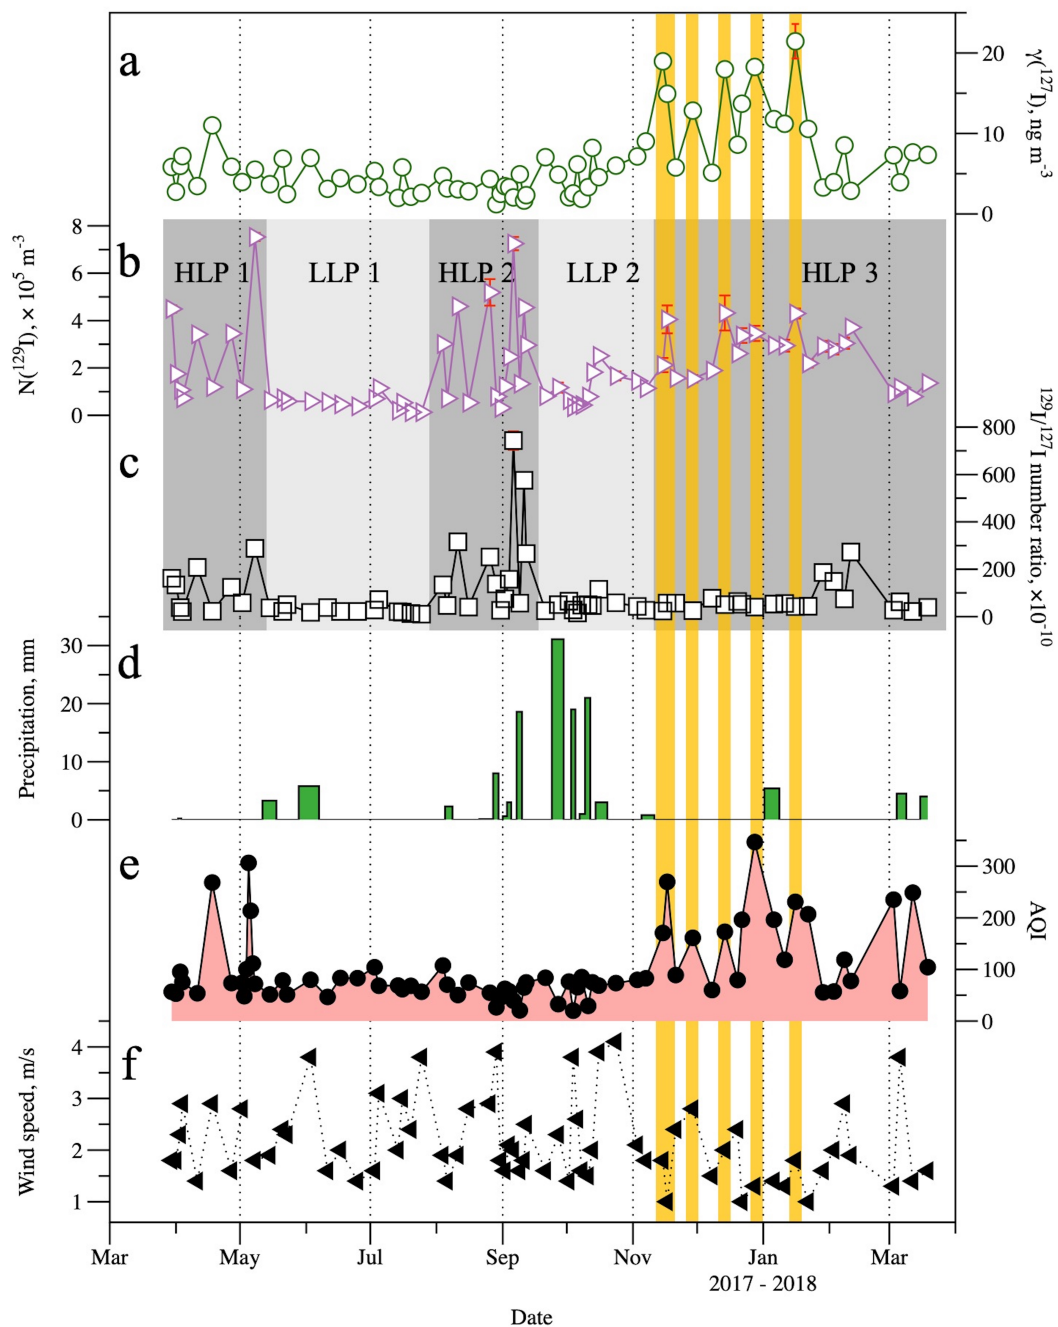 a
20
10
0
γ(¹²⁷I), ng m⁻³
b
8
6
4
2
0
N(¹²⁹I), × 10⁵ m⁻³
HLP 1
LLP 1
HLP 2
LLP 2
HLP 3
c
800
600
400
200
0
¹²⁹I/¹²⁷I number ratio, ×10⁻¹⁰
d
30
20
10
0
Precipitation, mm
e
300
200
100
0
AQI
f
4
3
2
1
Wind speed, m/s
Mar May Jul Sep Nov Jan Mar
2017 - 2018
Date